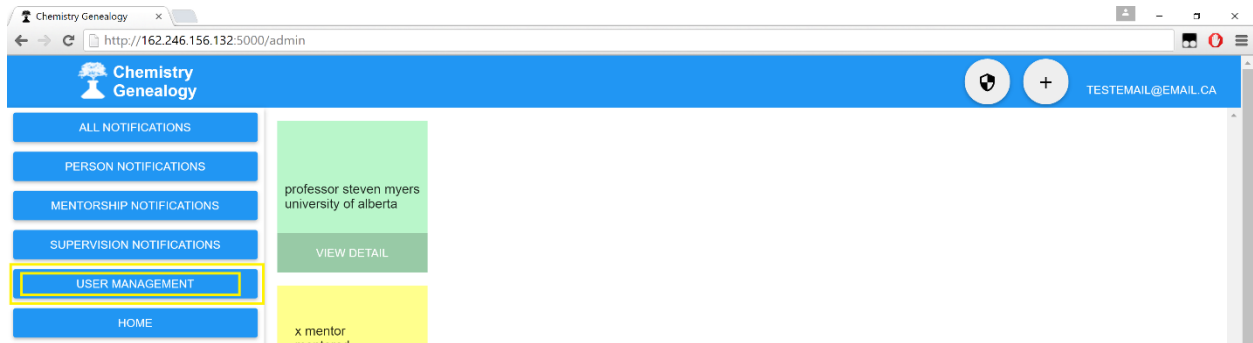 Chemistry Genealogy
http://162.246.156.132:5000/admin
Chemistry
Genealogy
TESTEMAIL@EMAIL.CA
ALL NOTIFICATIONS
PERSON NOTIFICATIONS
MENTORSHIP NOTIFICATIONS
SUPERVISION NOTIFICATIONS
USER MANAGEMENT
HOME
professor steven myers
university of alberta
VIEW DETAIL
x mentor